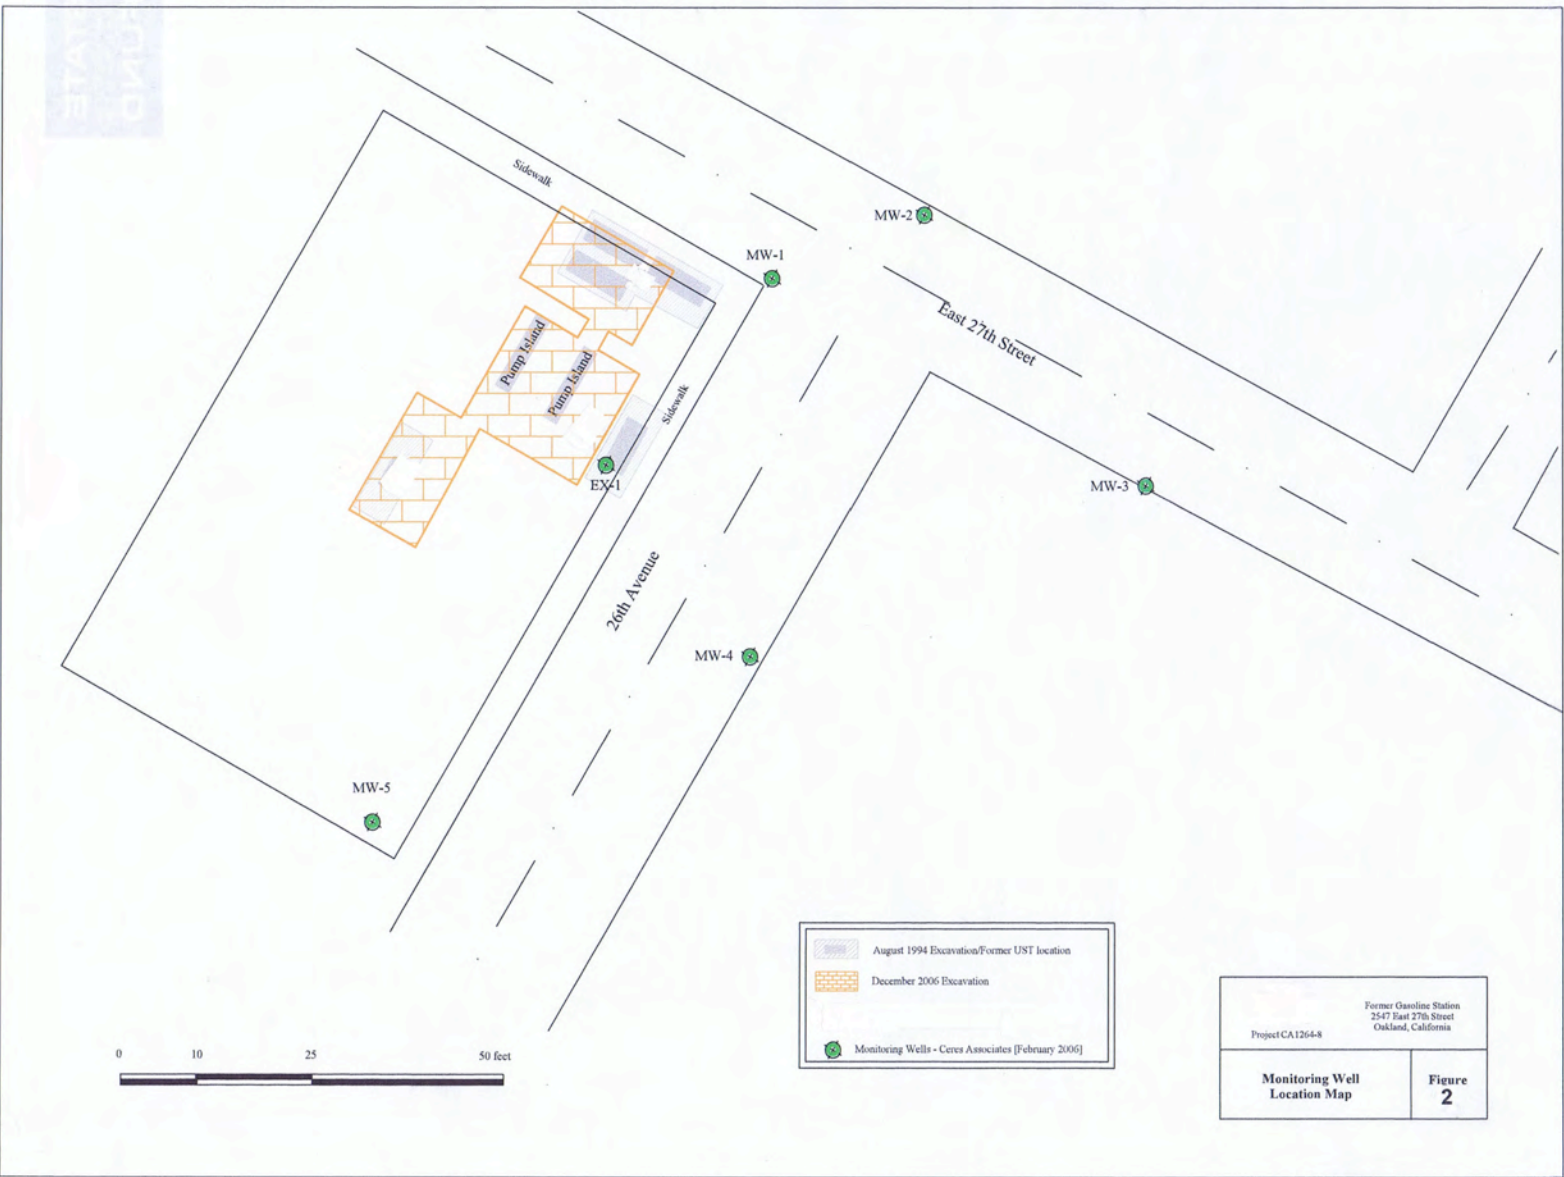 Sidewalk
MW-2
MW-1
East 27th Street
Pump Island
Pump Island
Sidewalk
EX-1
MW-3
26th Avenue
MW-4
MW-5
August 1994 Excavation/Former UST location
December 2006 Excavation
Monitoring Wells - Ceres Associates [February 2006]
0 10 25 50 feet
Former Gasoline Station
2547 East 27th Street
Oakland, California
Project CA1264-8
Monitoring Well
Location Map
Figure
2